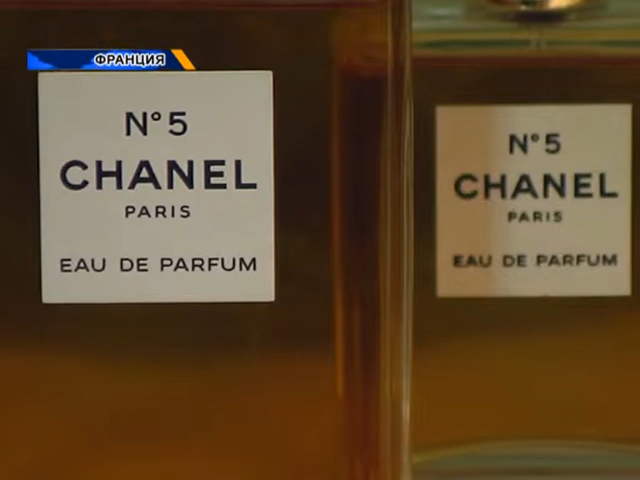 ФРАНЦИЯ
N° 5
CHANEL
PARIS
EAU DE PARFUM
N° 5
CHANEL
PARIS
EAU DE PARFUM